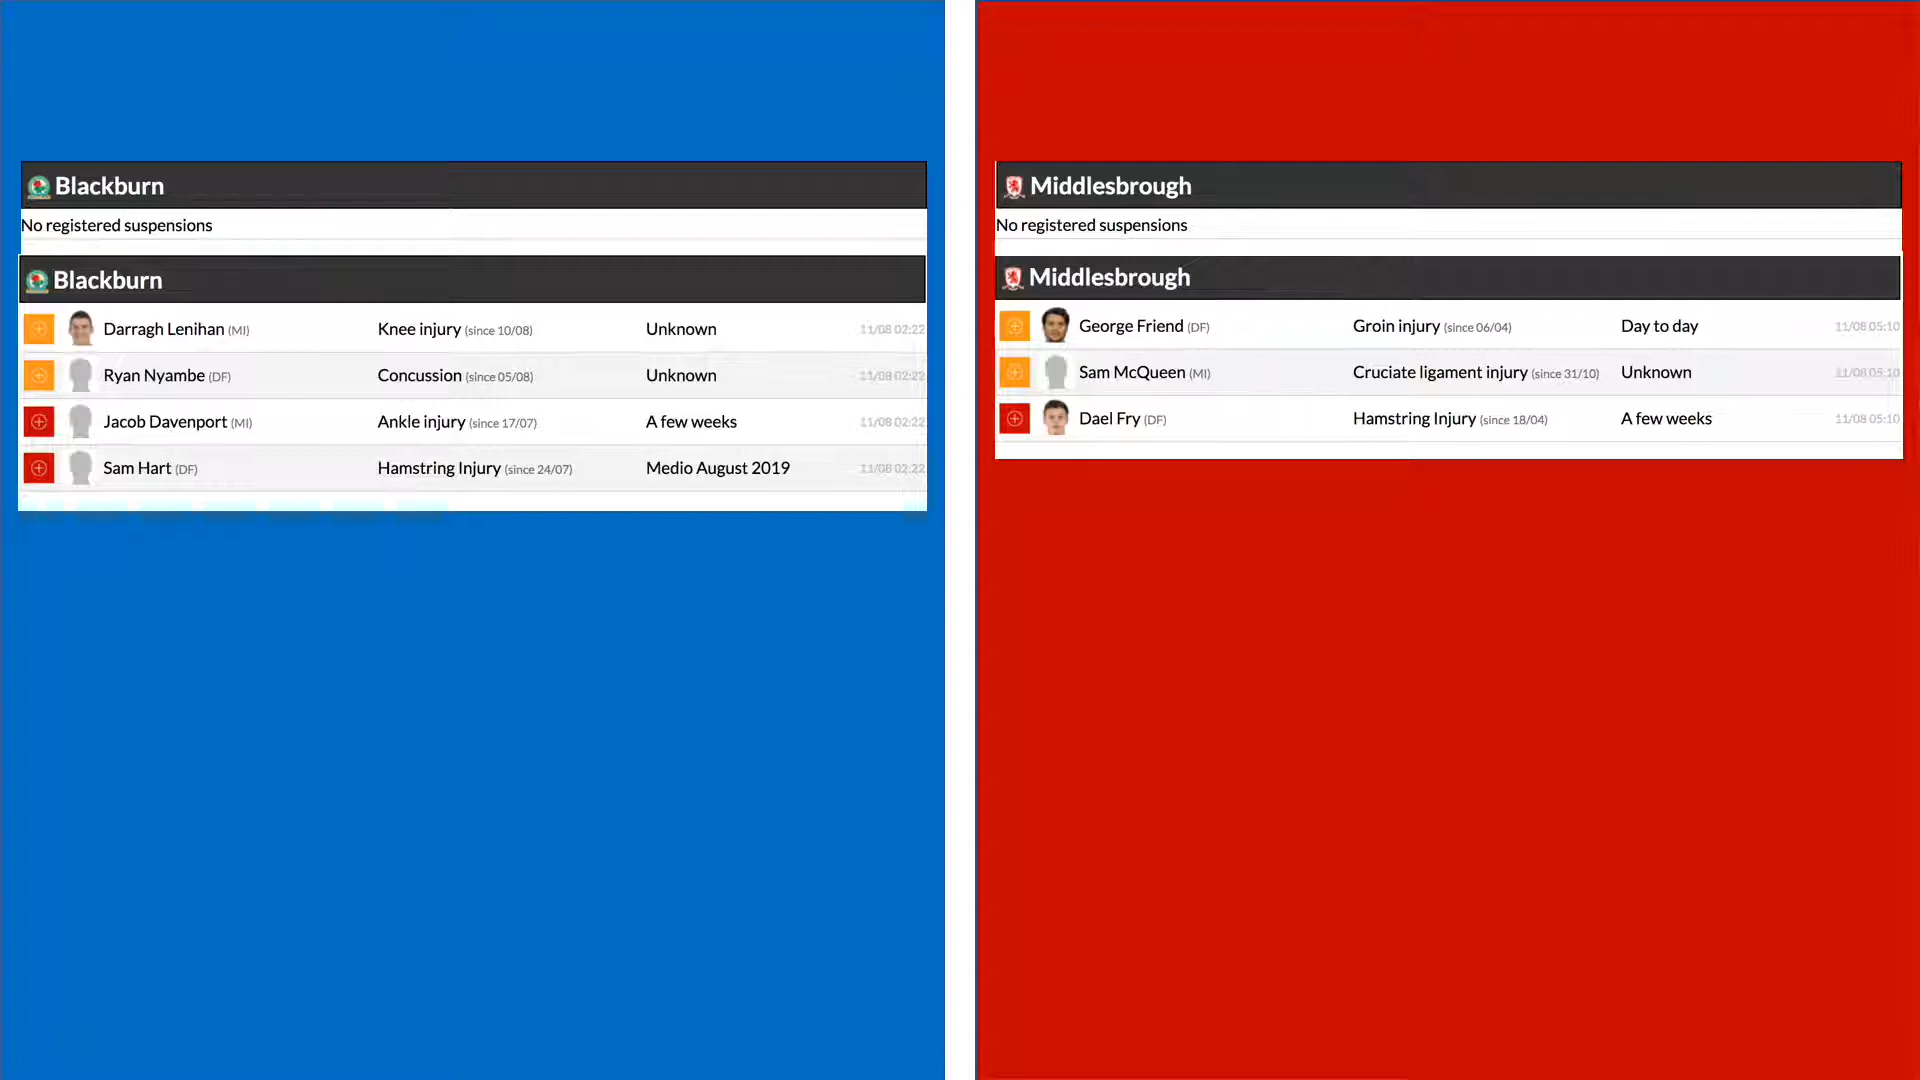 Blackburn
No registered suspensions
Blackburn
Darragh Lenihan (MI) Knee injury (since 10/08) Unknown 11/08 02:22
Ryan Nyambe (DF) Concussion (since 05/08) Unknown 11/08 02:22
Jacob Davenport (MI) Ankle injury (since 17/07) A few weeks 11/08 02:22
Sam Hart (DF) Hamstring Injury (since 24/07) Medio August 2019 11/08 02:22
Middlesbrough
No registered suspensions
Middlesbrough
George Friend (DF) Groin injury (since 06/04) Day to day 11/08 05:10
Sam McQueen (MI) Cruciate ligament injury (since 31/10) Unknown 11/08 05:10
Dael Fry (DF) Hamstring Injury (since 18/04) A few weeks 11/08 05:10